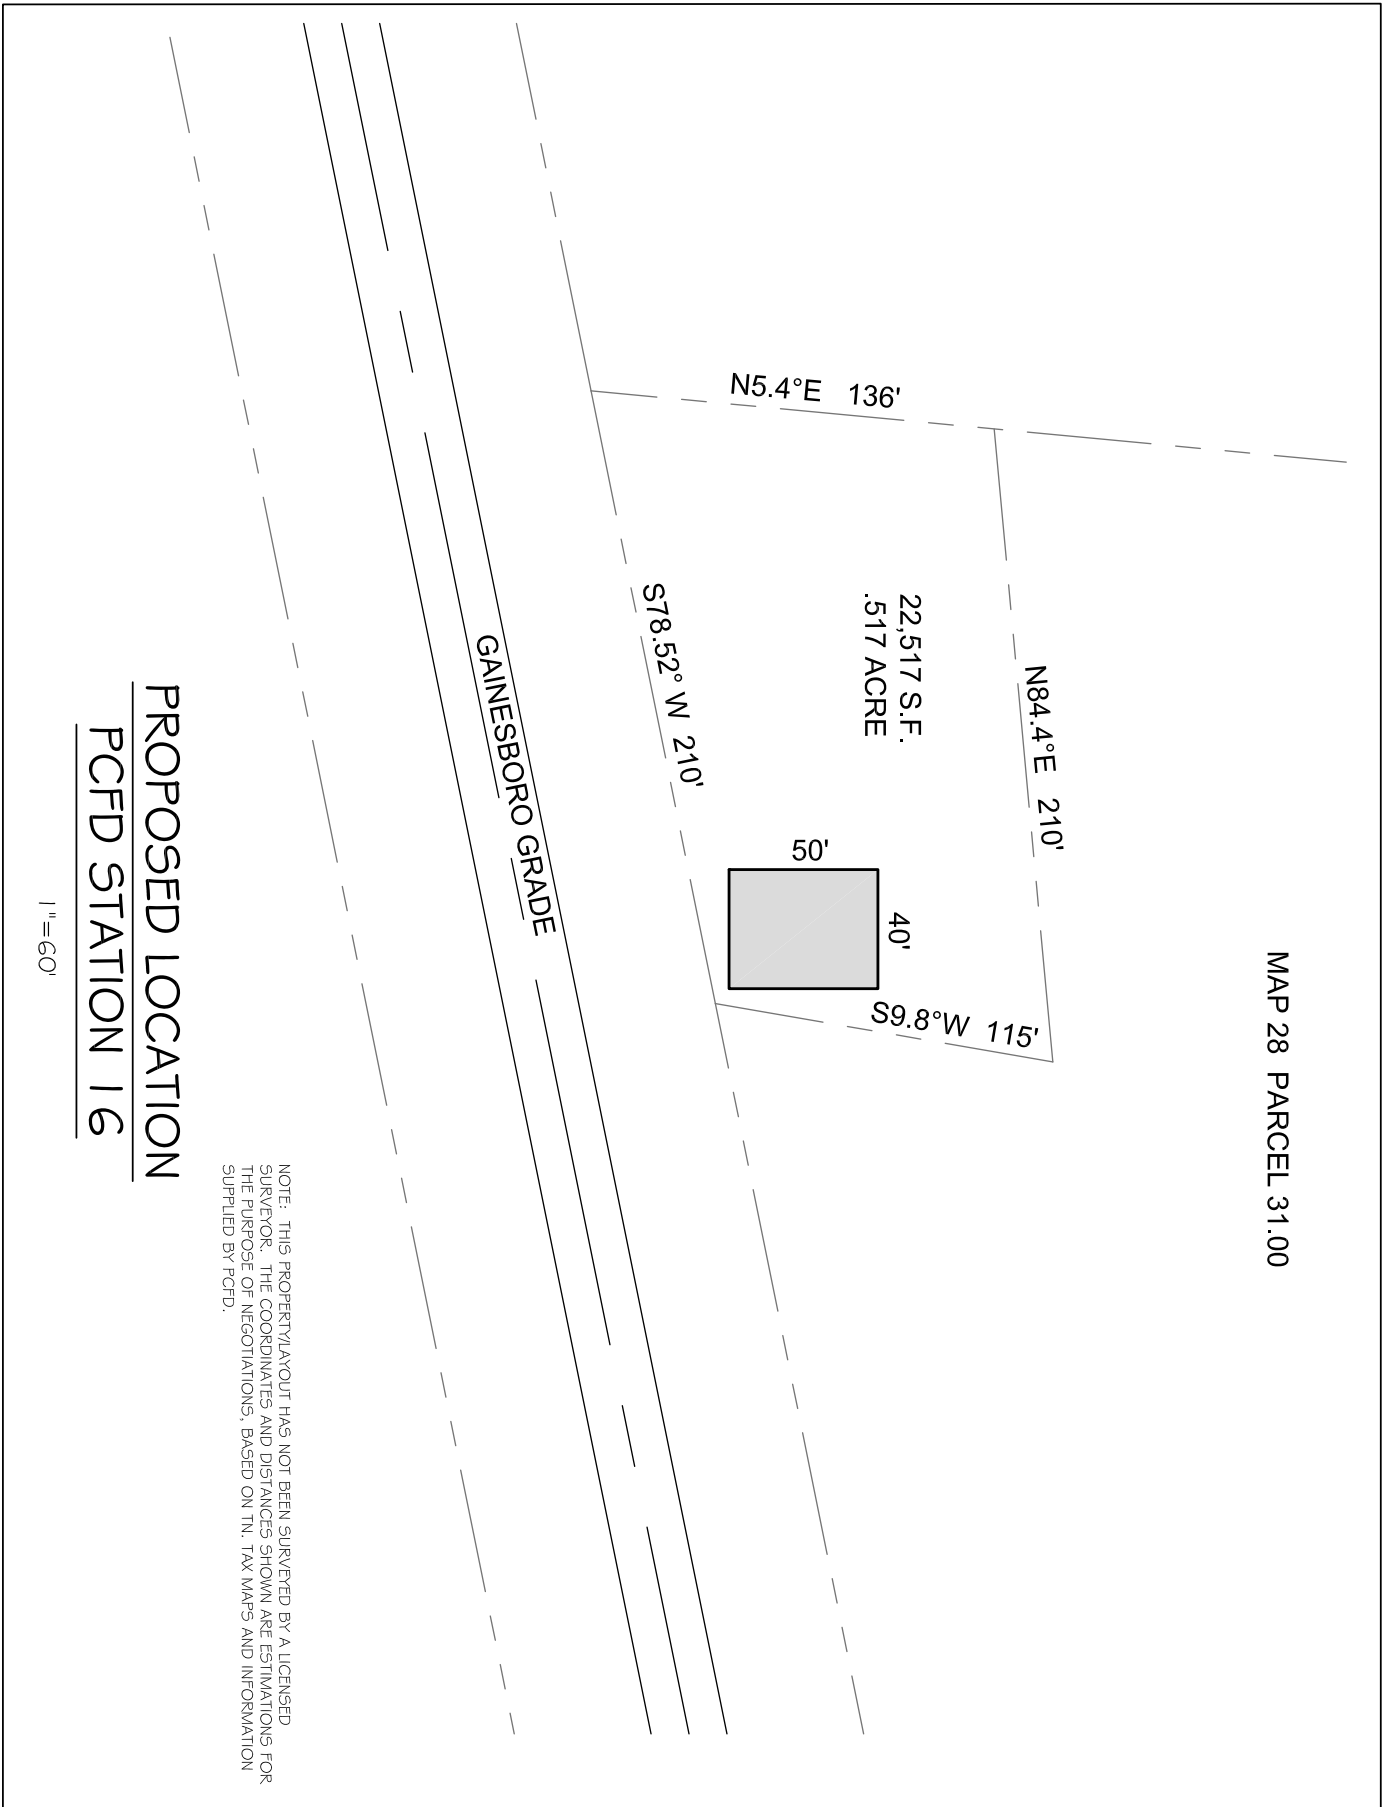 MAP 28 PARCEL 31.00
N84.4°E 210'
N5.4°E 136'
22,517 S.F.
.517 ACRE
40'
50'
S9.8°W 115'
S78.52° W 210'
GAINESBORO GRADE
NOTE: THIS PROPERTY/LAYOUT HAS NOT BEEN SURVEYED BY A LICENSED
SURVEYOR. THE COORDINATES AND DISTANCES SHOWN ARE ESTIMATIONS FOR
THE PURPOSE OF NEGOTIATIONS, BASED ON TN. TAX MAPS AND INFORMATION
SUPPLIED BY PCFD.
PROPOSED LOCATION
PCFD STATION 16
1"=60'